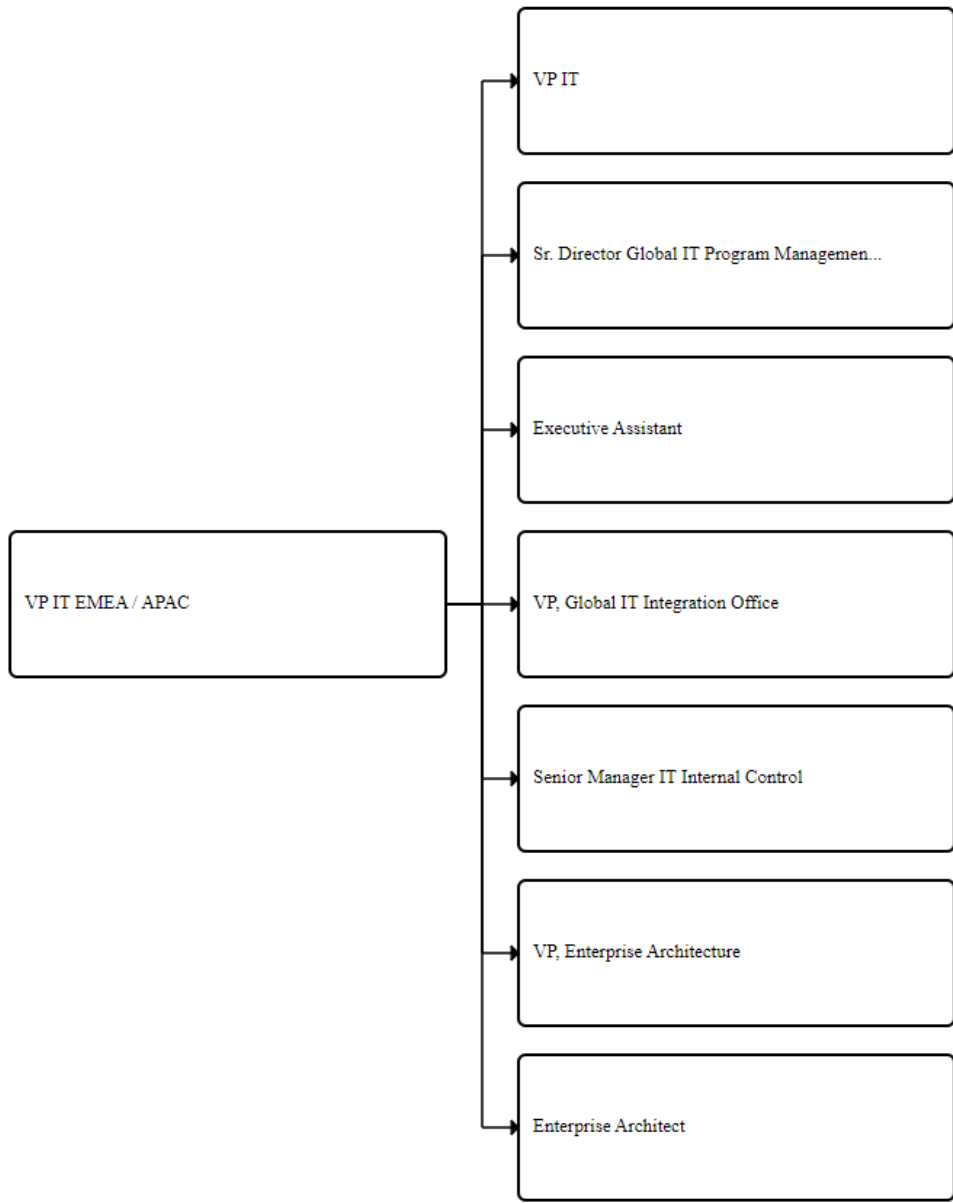 VP IT
Sr. Director Global IT Program Managemen...
Executive Assistant
VP IT EMEA / APAC
VP, Global IT Integration Office
Senior Manager IT Internal Control
VP, Enterprise Architecture
Enterprise Architect